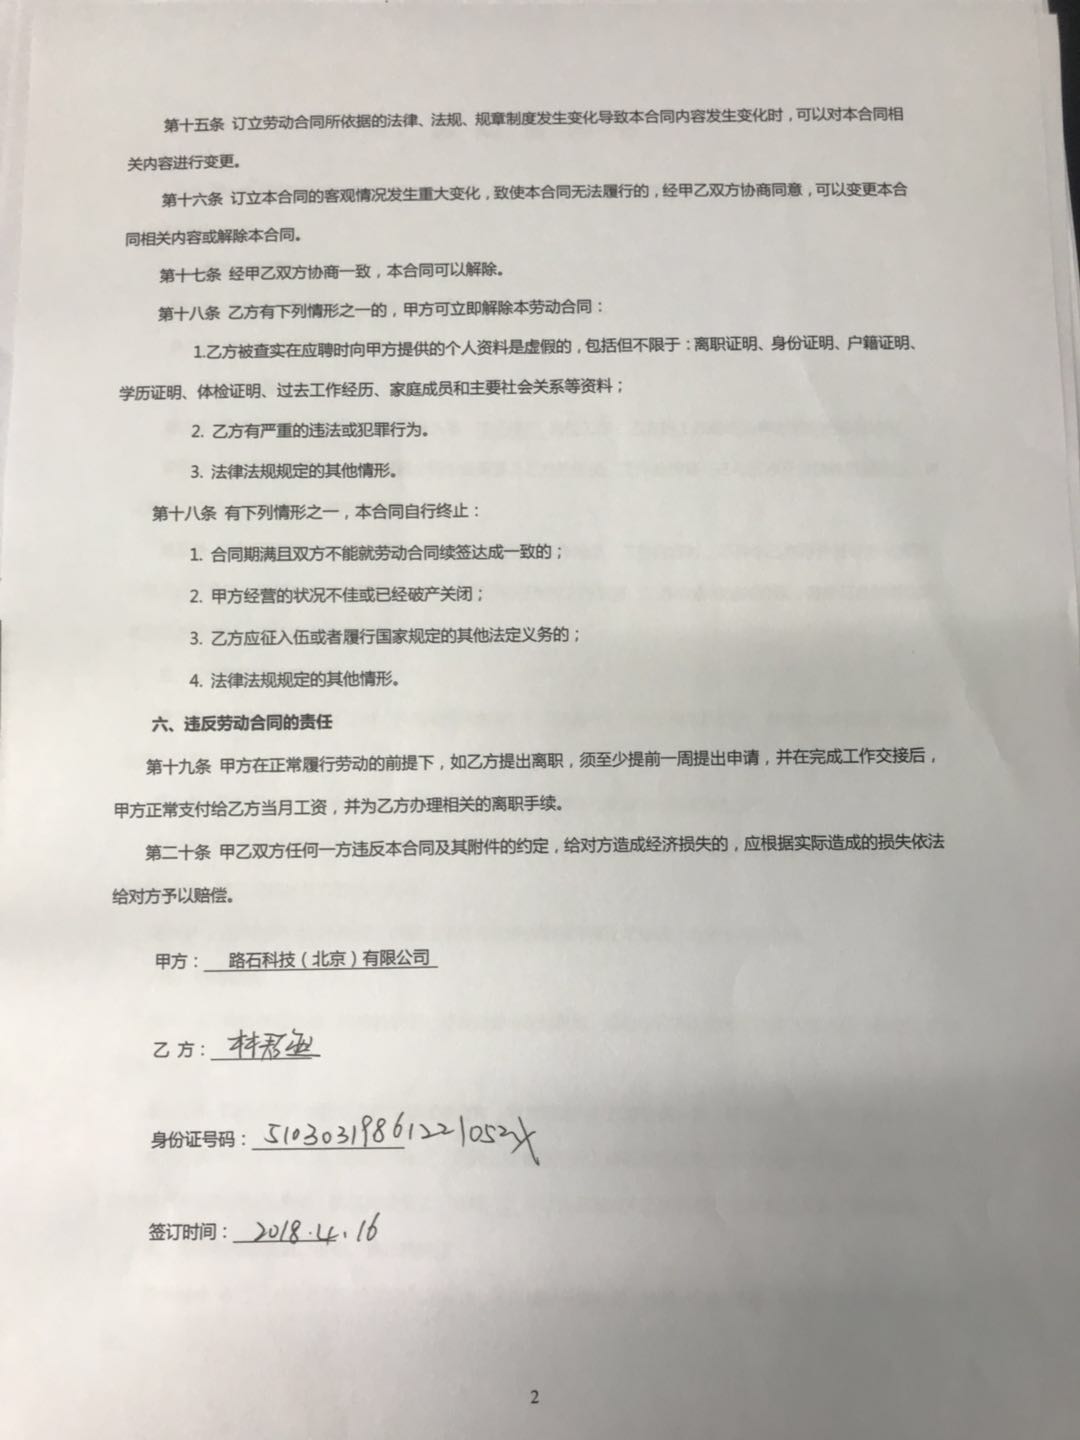 第十五条 订立劳动合同所依据的法律、法规、规章制度发生变化导致本合同内容发生变化时，可以对本合同相
关内容进行变更。
第十六条 订立本合同的客观情况发生重大变化，致使本合同无法履行的，经甲乙双方协商同意，可以变更本合
同相关内容或解除本合同。
第十七条 经甲乙双方协商一致，本合同可以解除。
第十八条 乙方有下列情形之一的，甲方可立即解除本劳动合同：
1.乙方被查实在应聘时向甲方提供的个人资料是虚假的，包括但不限于：离职证明、身份证明、户籍证明、
学历证明、体检证明、过去工作经历、家庭成员和主要社会关系等资料；
2. 乙方有严重的违法或犯罪行为。
3. 法律法规规定的其他情形。
第十八条 有下列情形之一，本合同自行终止：
1. 合同期满且双方不能就劳动合同续签达成一致的；
2. 甲方经营的状况不佳或已经破产关闭；
3. 乙方应征入伍或者履行国家规定的其他法定义务的；
4. 法律法规规定的其他情形。
六、违反劳动合同的责任
第十九条 甲方在正常履行劳动的前提下，如乙方提出离职，须至少提前一周提出申请，并在完成工作交接后，
甲方正常支付给乙方当月工资，并为乙方办理相关的离职手续。
第二十条 甲乙双方任何一方违反本合同及其附件的约定，给对方造成经济损失的，应根据实际造成的损失依法
给对方予以赔偿。
甲方：路石科技（北京）有限公司
乙 方：林君
身份证号码：51030319861221052X
签订时间：2018.4.16
2